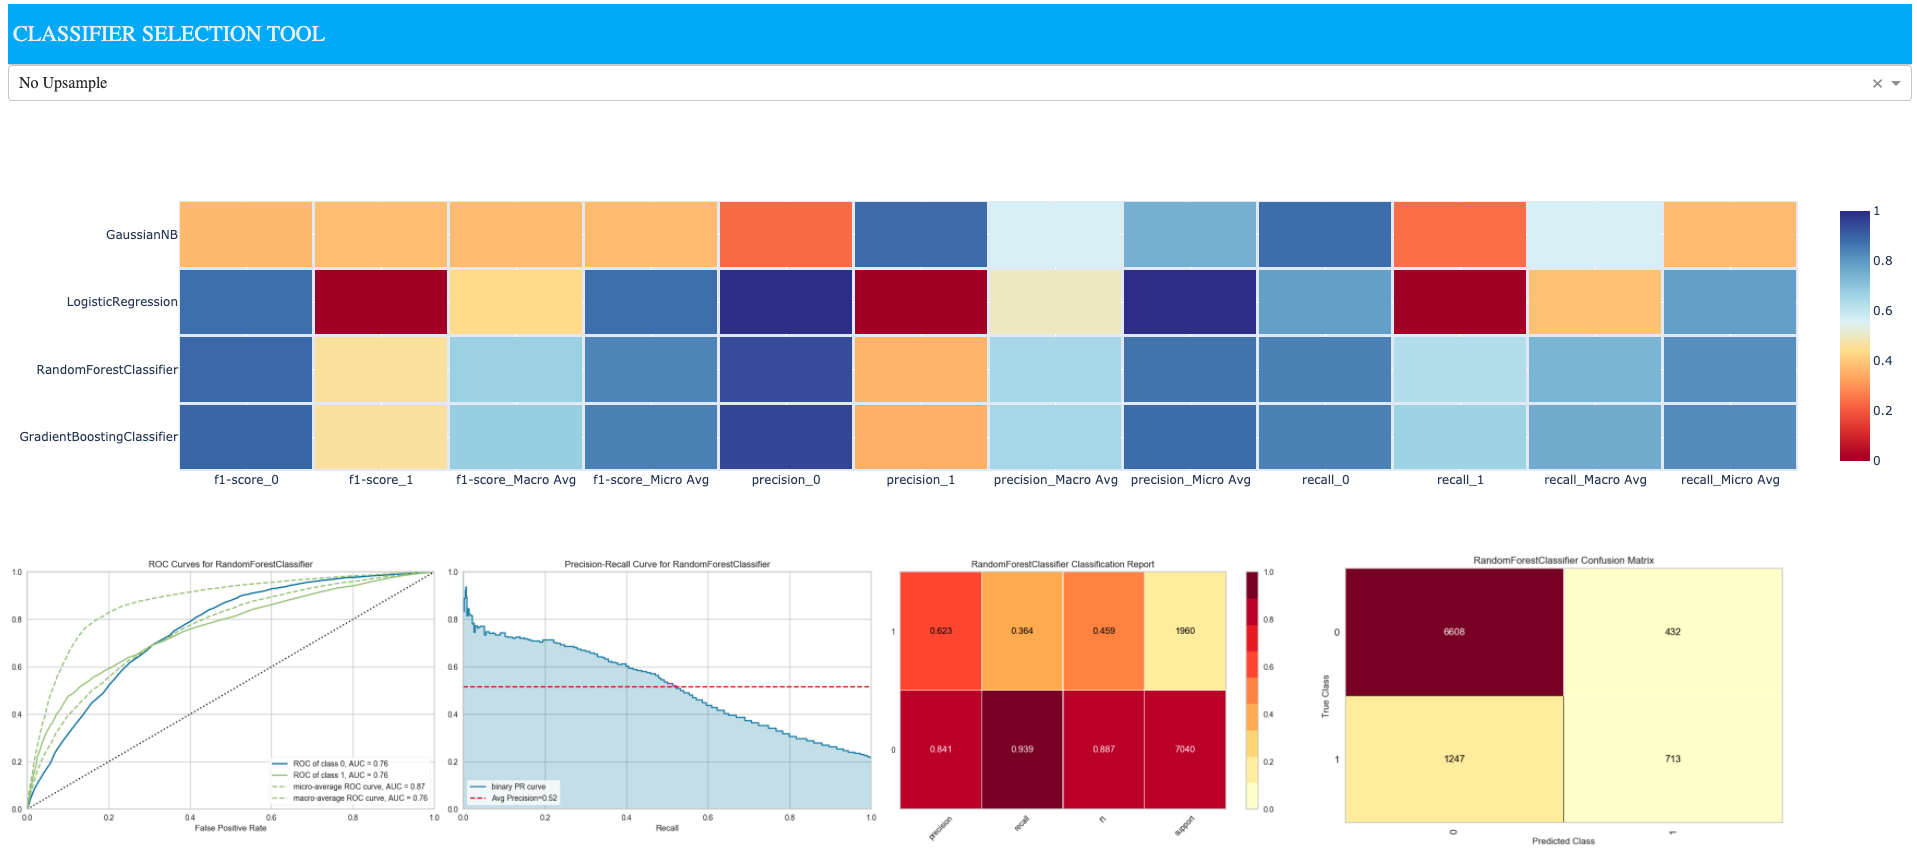 CLASSIFIER SELECTION TOOL
No Upsample
GaussianNB
LogisticRegression
RandomForestClassifier
GradientBoostingClassifier
f1-score_0 f1-score_1 f1-score_Macro Avg f1-score_Micro Avg precision_0 precision_1 precision_Macro Avg precision_Micro Avg recall_0 recall_1 recall_Macro Avg recall_Micro Avg
1
0.8
0.6
0.4
0.2
0
ROC Curves for RandomForestClassifier
1.0
0.8
0.6
0.4
0.2
0.0
0.0 0.2 0.4 0.6 0.8 1.0
False Positive Rate
ROC of class 0, AUC = 0.76
ROC of class 1, AUC = 0.76
micro-average ROC curve, AUC = 0.87
macro-average ROC curve, AUC = 0.76
Precision-Recall Curve for RandomForestClassifier
1.0
0.8
0.6
0.4
0.2
0.0
0.0 0.2 0.4 0.6 0.8 1.0
Recall
binary PR curve
Avg Precision=0.52
RandomForestClassifier Classification Report
1 0.623 0.364 0.459 1960
0 0.841 0.939 0.887 7040
precision recall f1 support
1.0
0.8
0.6
0.4
0.2
0.0
RandomForestClassifier Confusion Matrix
True Class
0 6608 432
1 1247 713
0 1
Predicted Class